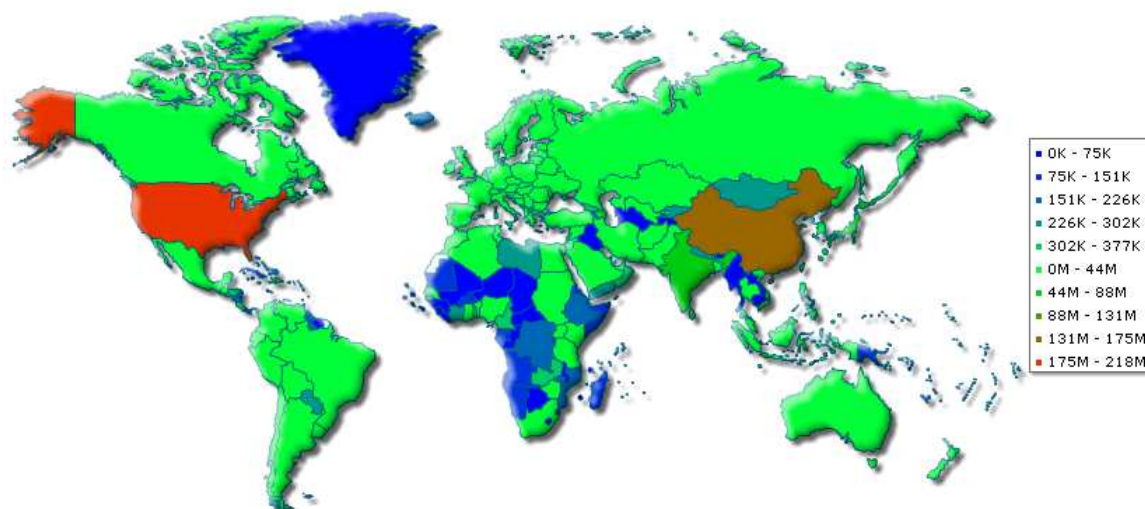 0K - 75K
75K - 151K
151K - 226K
226K - 302K
302K - 377K
0M - 44M
44M - 88M
88M - 131M
131M - 175M
175M - 218M